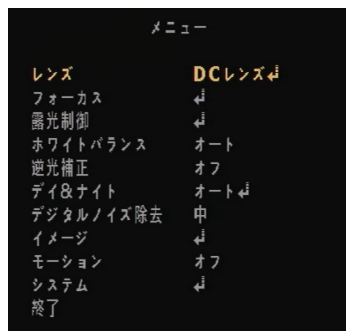 メニュー
レンズ DCレンズ↲
フォーカス ↲
露光制御 ↲
ホワイトバランス オート
逆光補正 オフ
デイ&ナイト オート↲
デジタルノイズ除去 中
イメージ ↲
モーション オフ
システム ↲
終了